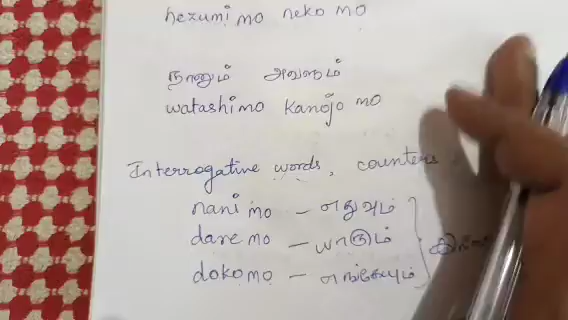 nezumi mo neko mo
நானும் அவளும்
watashi mo kanojo mo
Interrogative words, counters
nani mo – எதுவும்
dare mo – யாரும்
doko mo – எங்கேயும்